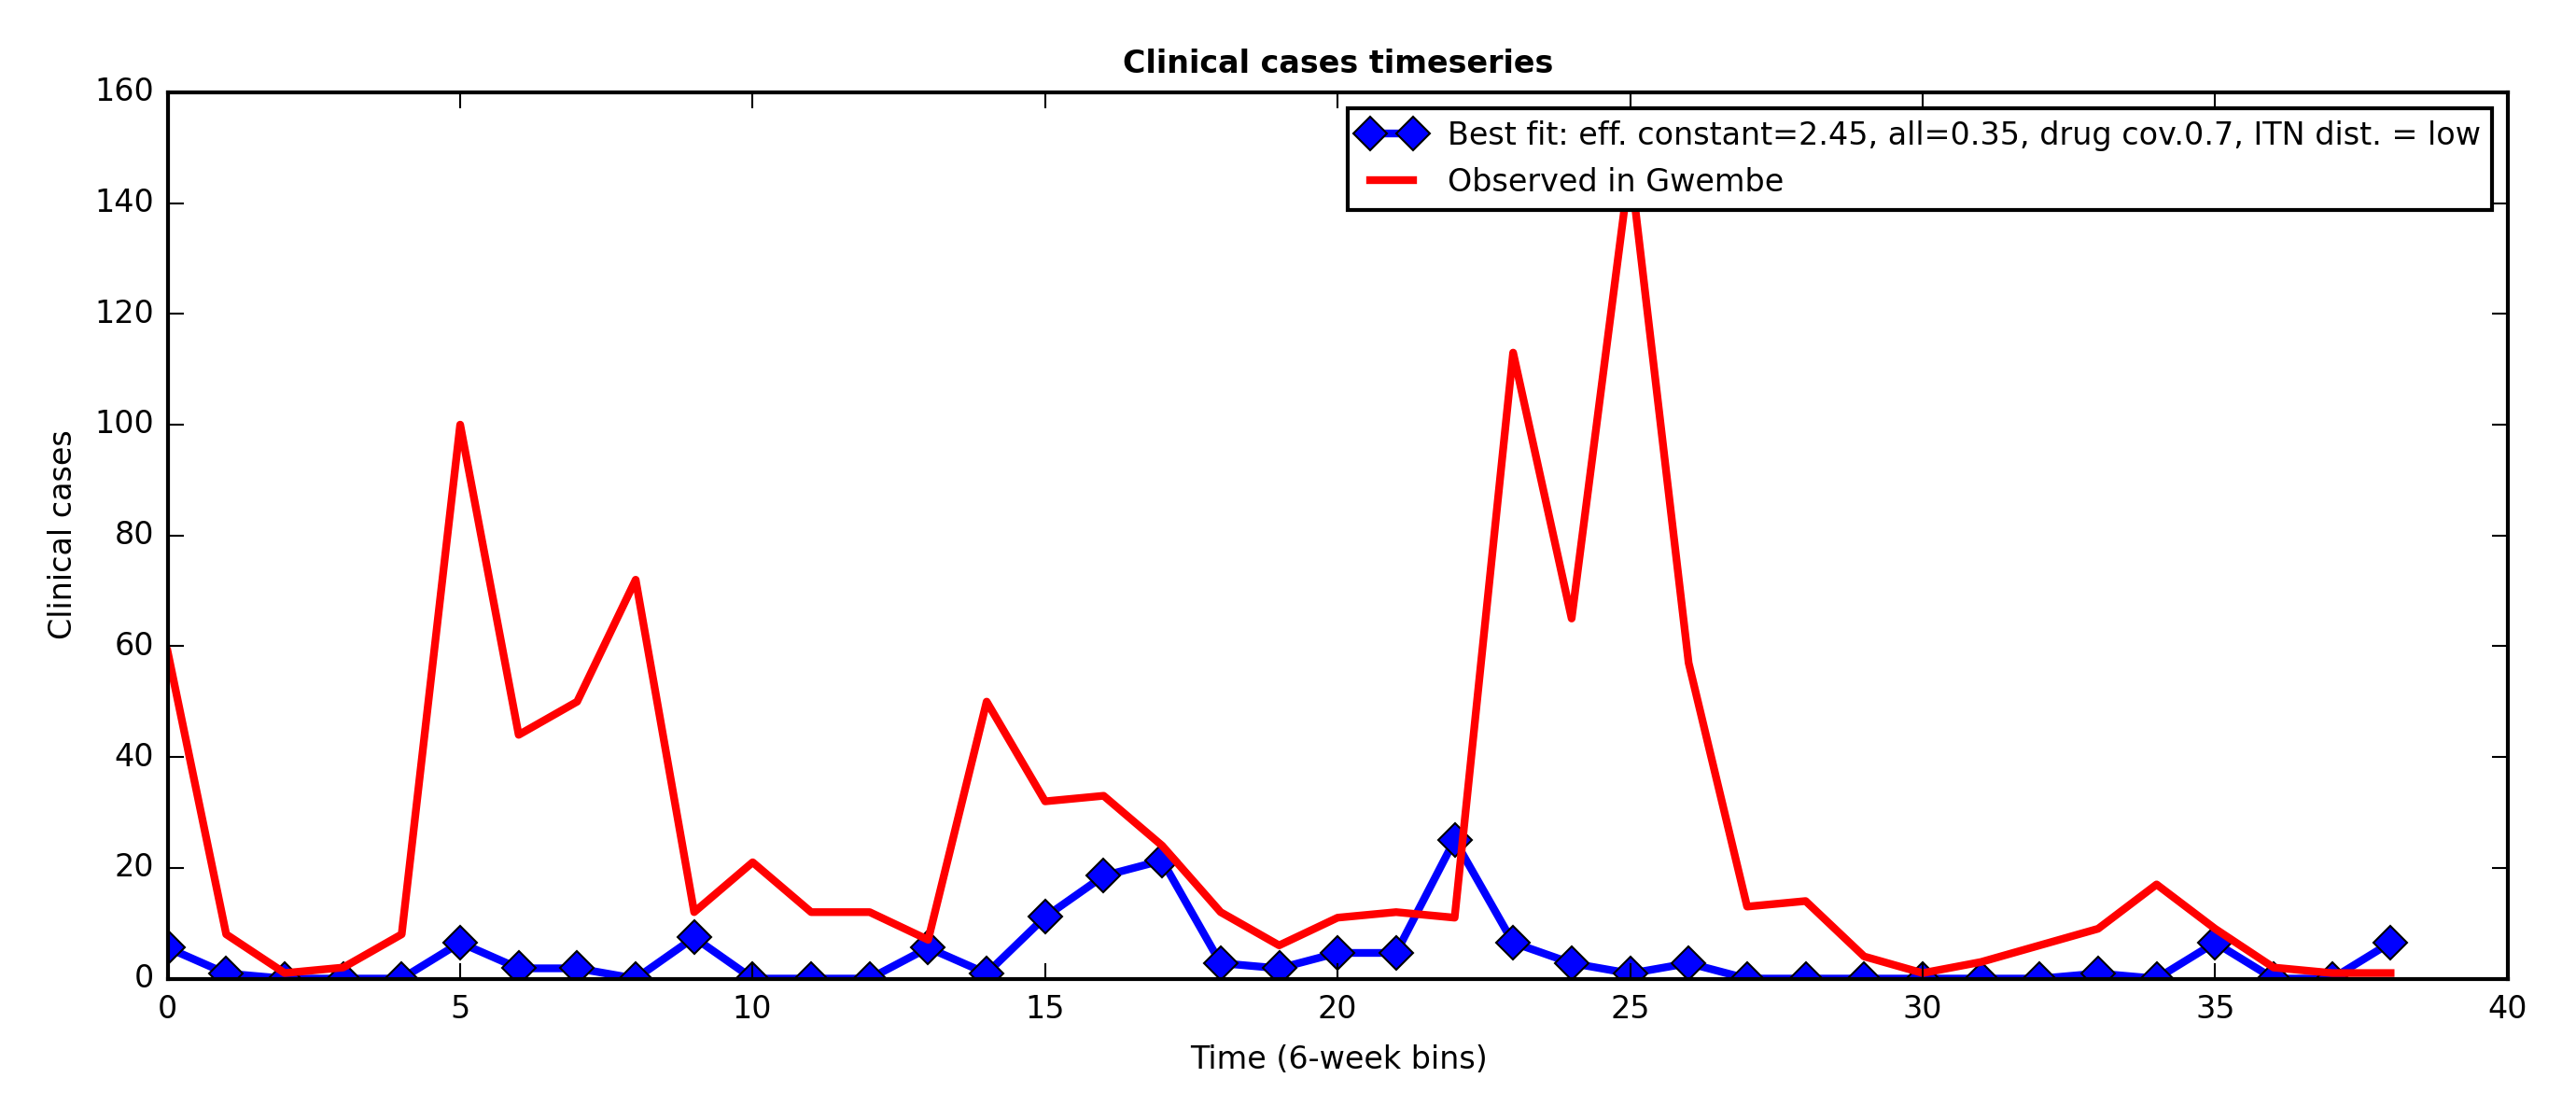 Clinical cases timeseries
160
140
120
100
80
60
40
20
0
Clinical cases
Best fit: eff. constant=2.45, all=0.35, drug cov.0.7, ITN dist. = low
Observed in Gwembe
0 5 10 15 20 25 30 35 40
Time (6-week bins)